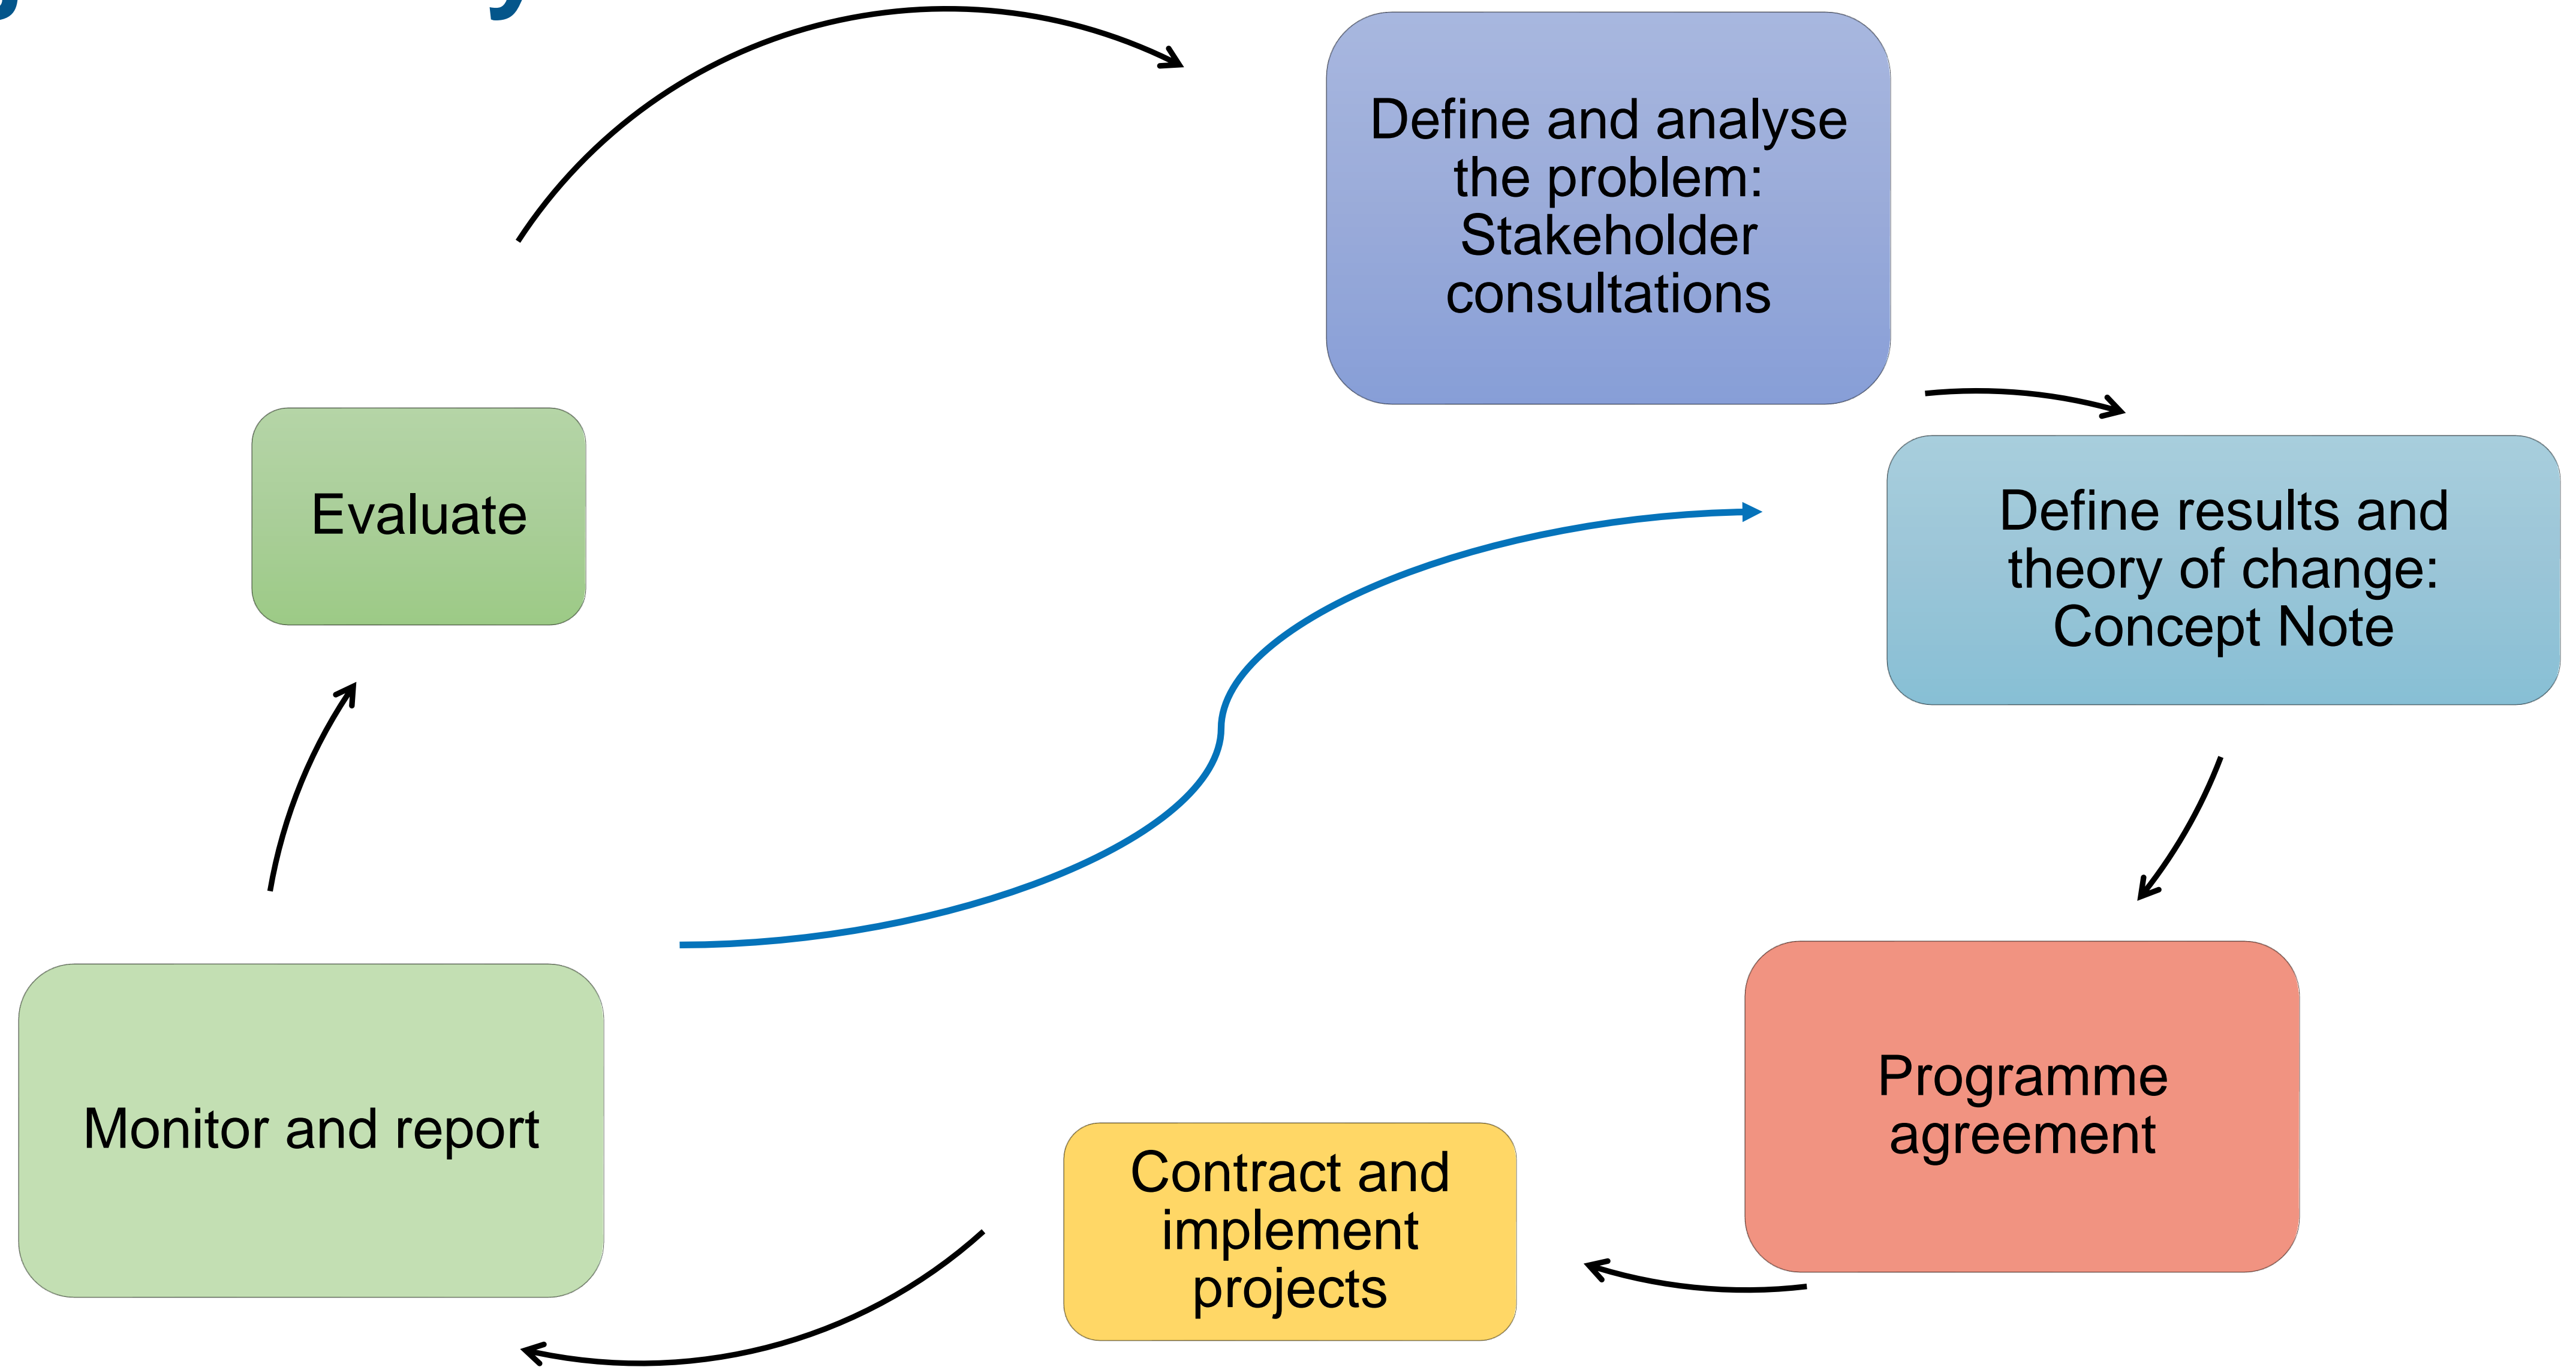 Define and analyse
the problem:
Stakeholder
consultations
Define results and
theory of change:
Concept Note
Evaluate
Programme
agreement
Monitor and report
Contract and
implement
projects